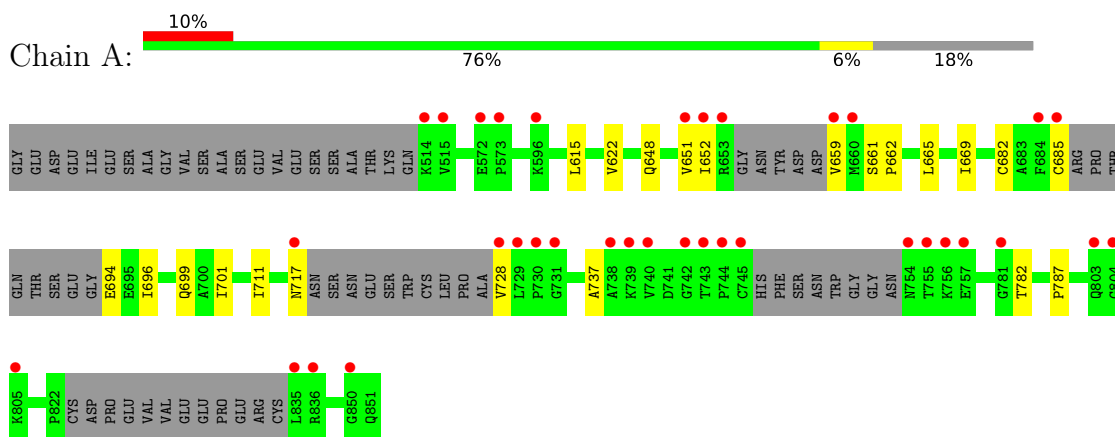 10%
Chain A:
76% 6% 18%
GLY GLU ASP GLU ILE GLU SER ALA GLY VAL SER ALA SER GLU VAL GLU SER SER ALA THR LYS GLN K514 V515 E572 P573 K596 L615 V622 Q648 V651 I652 R653 GLY ASN TYR ASP ASP V659 M660 S661 P662 L665 I669 C682 A683 F684 C685 ARG PRO THR
GLN THR SER GLU GLY E694 E695 I696 Q699 A700 I701 I711 N717 ASN SER ASN GLU SER TRP CYS LEU PRO ALA V728 L729 P730 G731 A737 A738 K739 V740 D741 G742 T743 P744 C745 HIS PHE SER ASN TRP GLY GLY ASN N754 T755 K756 E757 G781 T782 P787 Q803
K805 P822 CYS ASP PRO GLU VAL VAL GLU GLU PRO GLU ARG CYS L835 R836 G850 Q851